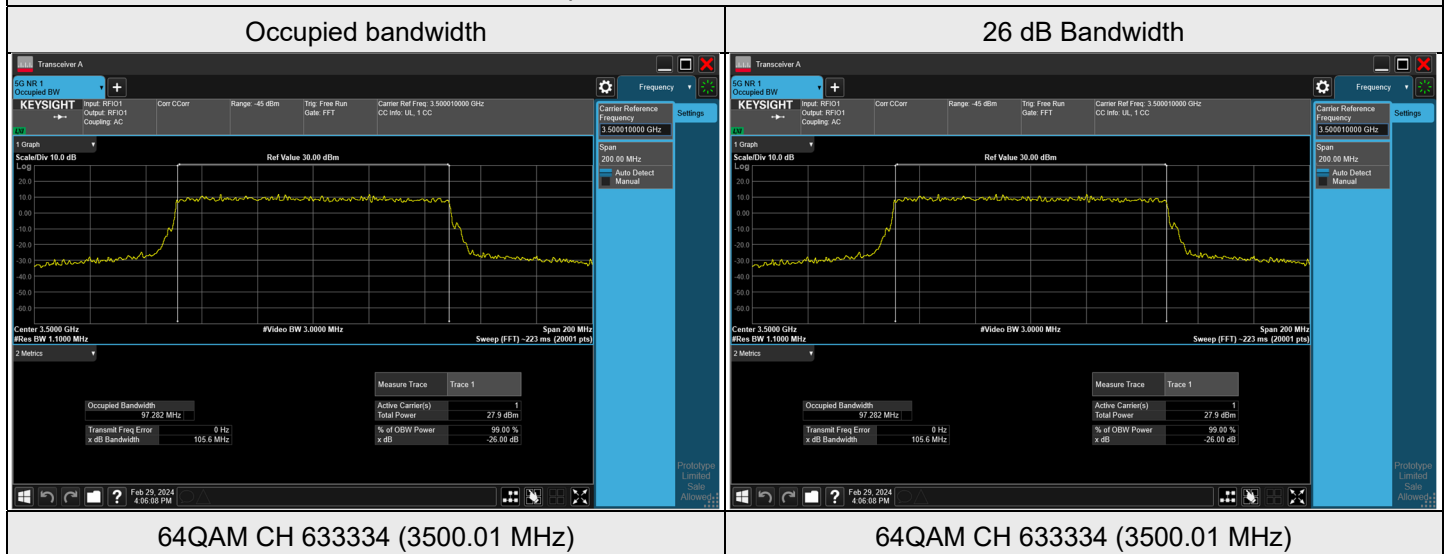 Occupied bandwidth
26 dB Bandwidth
Transceiver A
5G NR 1
Occupied BW
Frequency
KEYSIGHT
Input: RFIO1
Output: RFIO1
Coupling: AC
Corr CCorr
Range: -45 dBm
Trig: Free Run
Gate: FFT
Carrier Ref Freq: 3.500010000 GHz
CC Info: UL, 1 CC
LXI
Carrier Reference
Frequency
3.500010000 GHz
Settings
Span
200.00 MHz
Auto Detect
Manual
1 Graph
Scale/Div 10.0 dB
Ref Value 30.00 dBm
Log
20.0
10.0
0.00
-10.0
-20.0
-30.0
-40.0
-50.0
-60.0
Center 3.5000 GHz
#Video BW 3.0000 MHz
Span 200 MHz
#Res BW 1.1000 MHz
Sweep (FFT) ~223 ms (20001 pts)
2 Metrics
Measure Trace Trace 1
Occupied Bandwidth
97.282 MHz
Active Carrier(s) 1
Total Power 27.9 dBm
Transmit Freq Error 0 Hz
x dB Bandwidth 105.6 MHz
% of OBW Power 99.00 %
x dB -26.00 dB
Prototype
Limited
Sale
Allowed
Feb 29, 2024
4:06:08 PM
Transceiver A
5G NR 1
Occupied BW
Frequency
KEYSIGHT
Input: RFIO1
Output: RFIO1
Coupling: AC
Corr CCorr
Range: -45 dBm
Trig: Free Run
Gate: FFT
Carrier Ref Freq: 3.500010000 GHz
CC Info: UL, 1 CC
LXI
Carrier Reference
Frequency
3.500010000 GHz
Settings
Span
200.00 MHz
Auto Detect
Manual
1 Graph
Scale/Div 10.0 dB
Ref Value 30.00 dBm
Log
20.0
10.0
0.00
-10.0
-20.0
-30.0
-40.0
-50.0
-60.0
Center 3.5000 GHz
#Video BW 3.0000 MHz
Span 200 MHz
#Res BW 1.1000 MHz
Sweep (FFT) ~223 ms (20001 pts)
2 Metrics
Measure Trace Trace 1
Occupied Bandwidth
97.282 MHz
Active Carrier(s) 1
Total Power 27.9 dBm
Transmit Freq Error 0 Hz
x dB Bandwidth 105.6 MHz
% of OBW Power 99.00 %
x dB -26.00 dB
Prototype
Limited
Sale
Allowed
Feb 29, 2024
4:06:08 PM
64QAM CH 633334 (3500.01 MHz)
64QAM CH 633334 (3500.01 MHz)